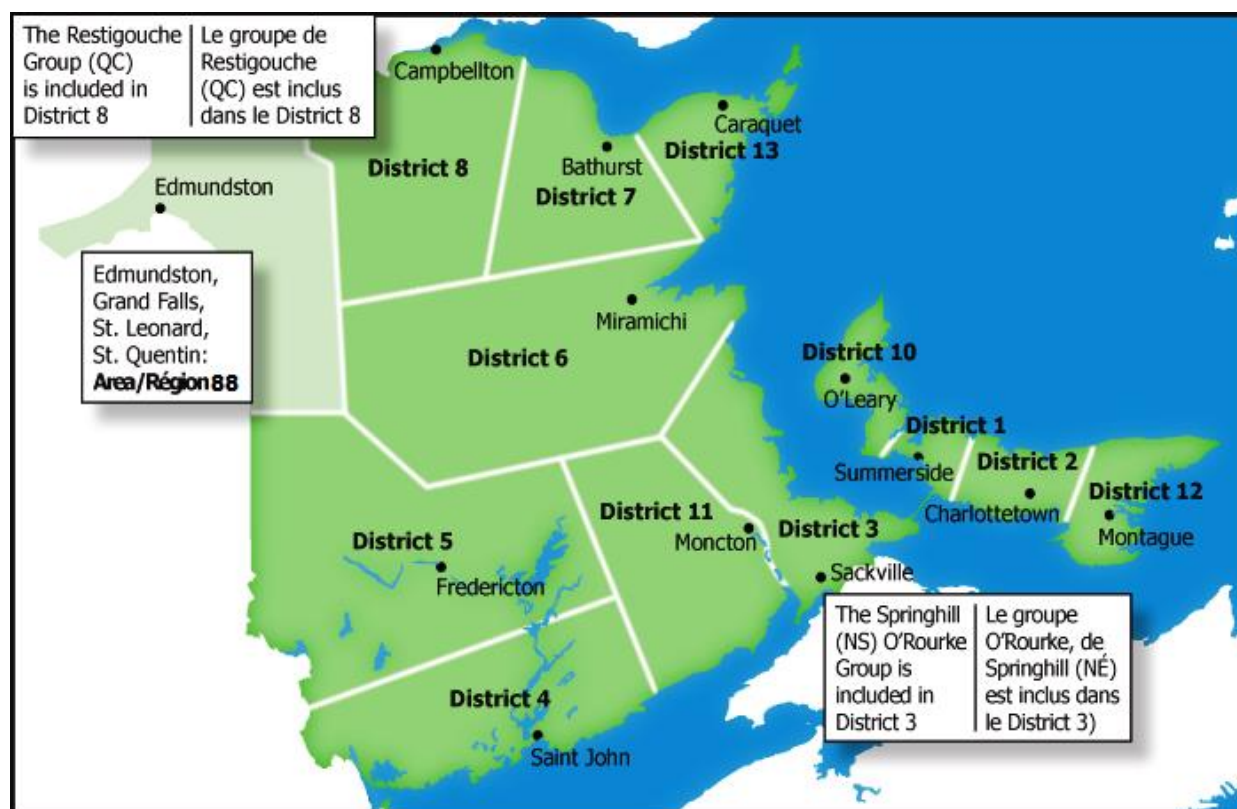 The Restigouche
Group (QC)
is included in
District 8
Le groupe de
Restigouche
(QC) est inclus
dans le District 8
Campbellton
Caraquet
District 13
Bathurst
District 8
District 7
Edmundston
Edmundston,
Grand Falls,
St. Leonard,
St. Quentin:
Area/Région 88
Miramichi
District 6
District 10
O'Leary
District 1
Summerside
District 2
Charlottetown
District 12
Montague
District 11
Moncton
District 3
Sackville
District 5
Fredericton
The Springhill
(NS) O'Rourke
Group is
included in
District 3
Le groupe
O'Rourke, de
Springhill (NÉ)
est inclus dans
le District 3)
District 4
Saint John